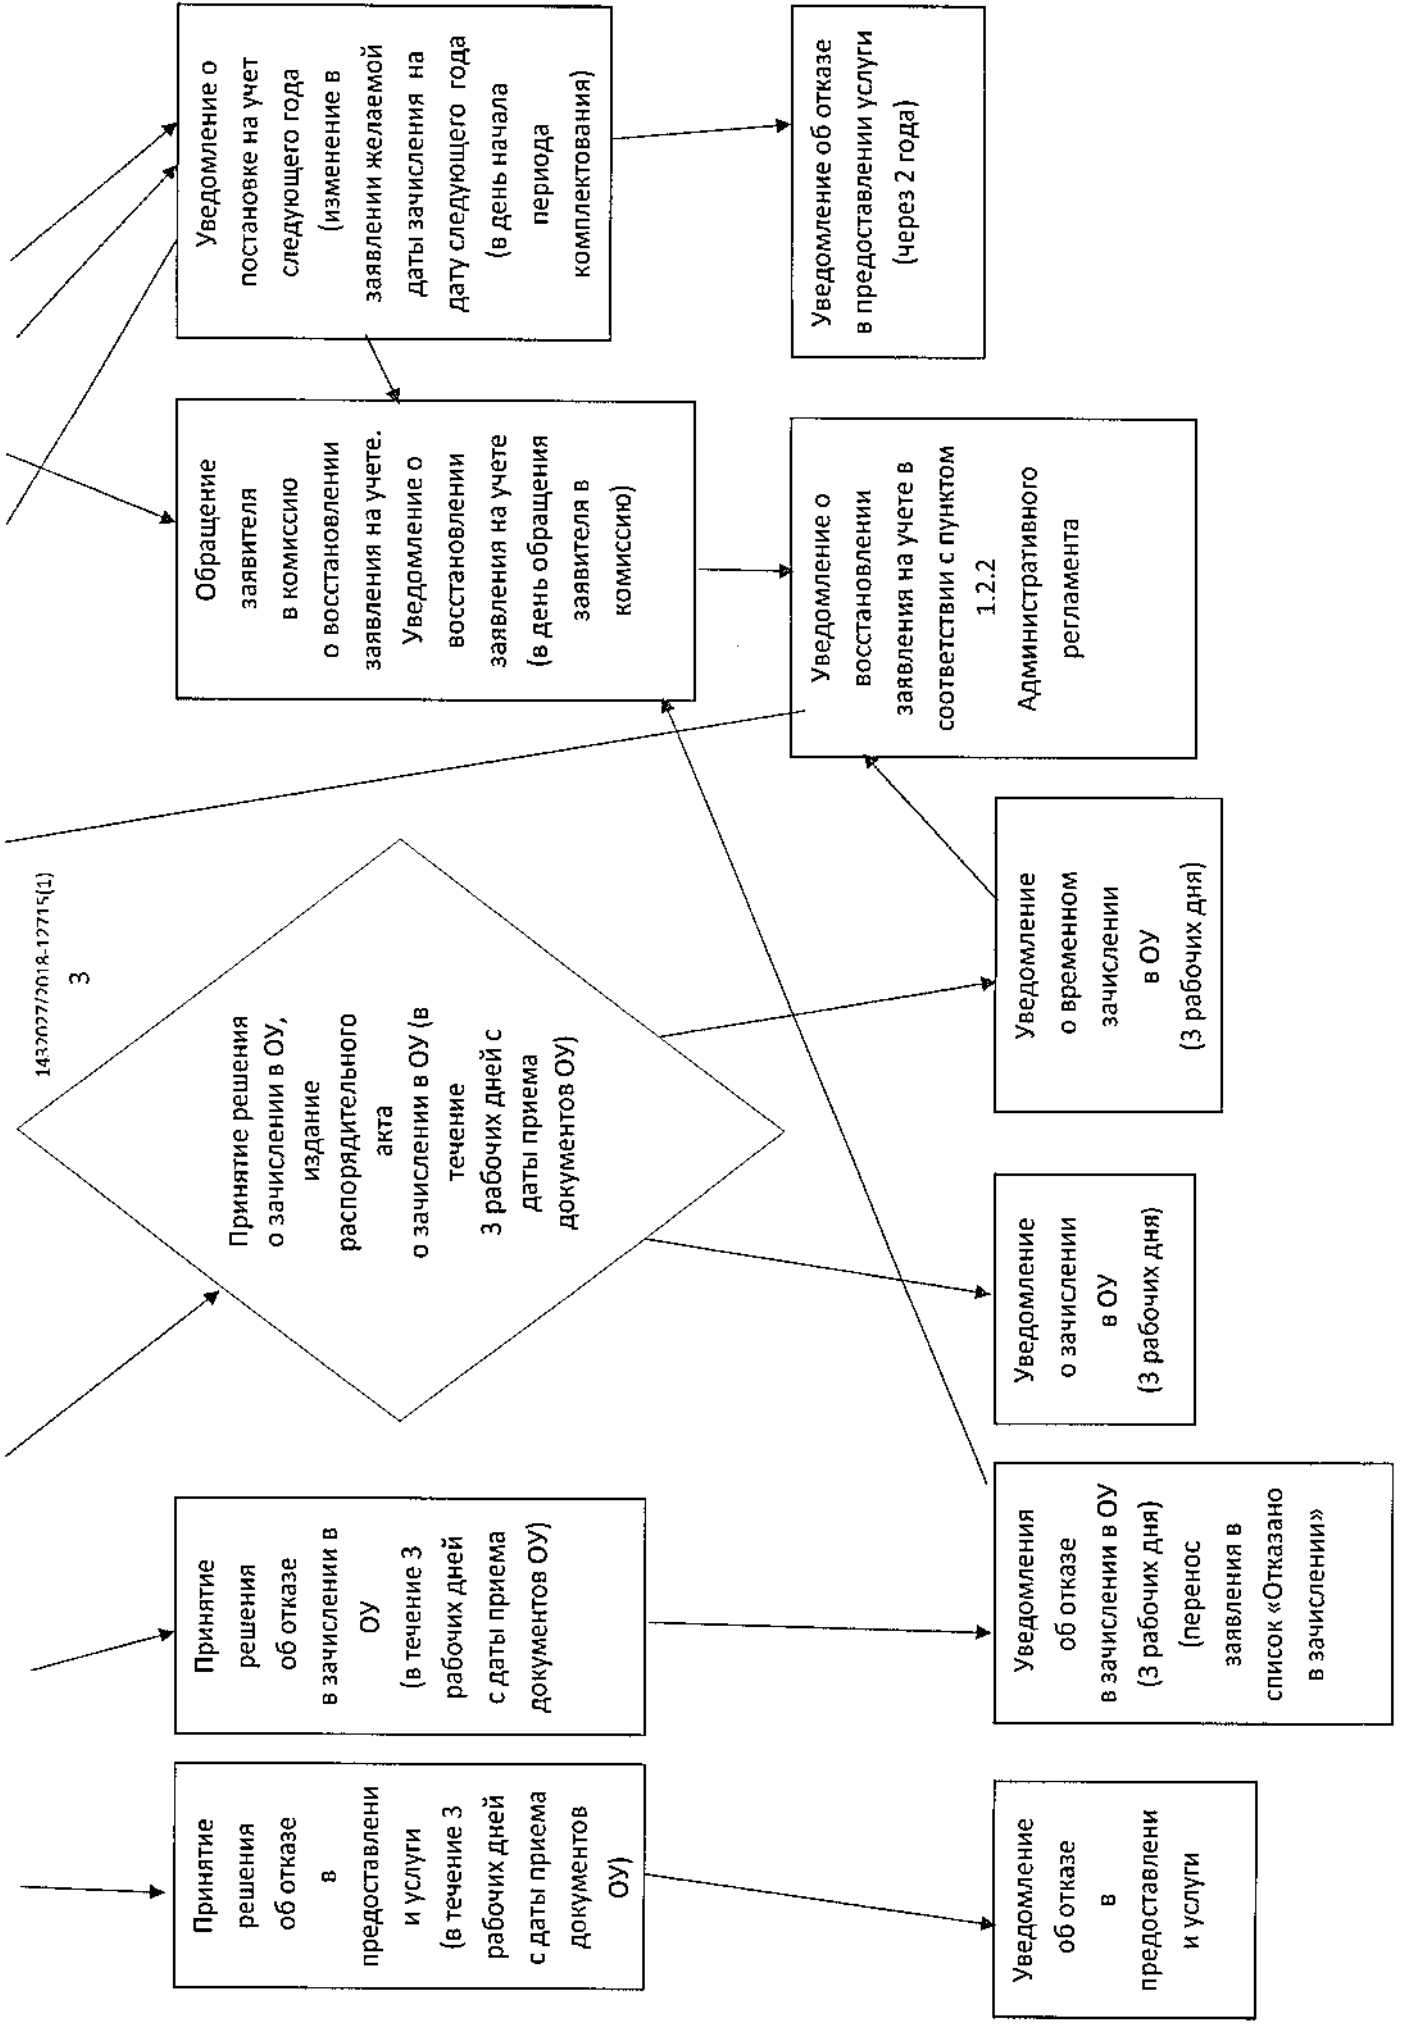 1432027/2018-12715(1)
3
Принятие
решения
об отказе
в
предоставлени
и услуги
(в течение 3
рабочих дней
с даты приема
документов
ОУ)
Принятие
решения
об отказе
в зачислении в
ОУ
(в течение 3
рабочих дней
с даты приема
документов ОУ)
Принятие решения
о зачислении в ОУ,
издание
распорядительного
акта
о зачислении в ОУ (в
течение
3 рабочих дней с
даты приема
документов ОУ)
Обращение
заявителя
в комиссию
о восстановлении
заявления на учете.
Уведомление о
восстановлении
заявления на учете
(в день обращения
заявителя в
комиссию)
Уведомление о
постановке на учет
следующего года
(изменение в
заявлении желаемой
даты зачисления на
дату следующего года
(в день начала
периода
комплектования)
Уведомление
об отказе
в
предоставлени
и услуги
Уведомления
об отказе
в зачислении в ОУ
(3 рабочих дня)
(перенос
заявления в
список «Отказано
в зачислении»
Уведомление
о зачислении
в ОУ
(3 рабочих дня)
Уведомление
о временном
зачислении
в ОУ
(3 рабочих дня)
Уведомление о
восстановлении
заявления на учете в
соответствии с пунктом
1.2.2
Административного
регламента
Уведомление об отказе
в предоставлении услуги
(через 2 года)